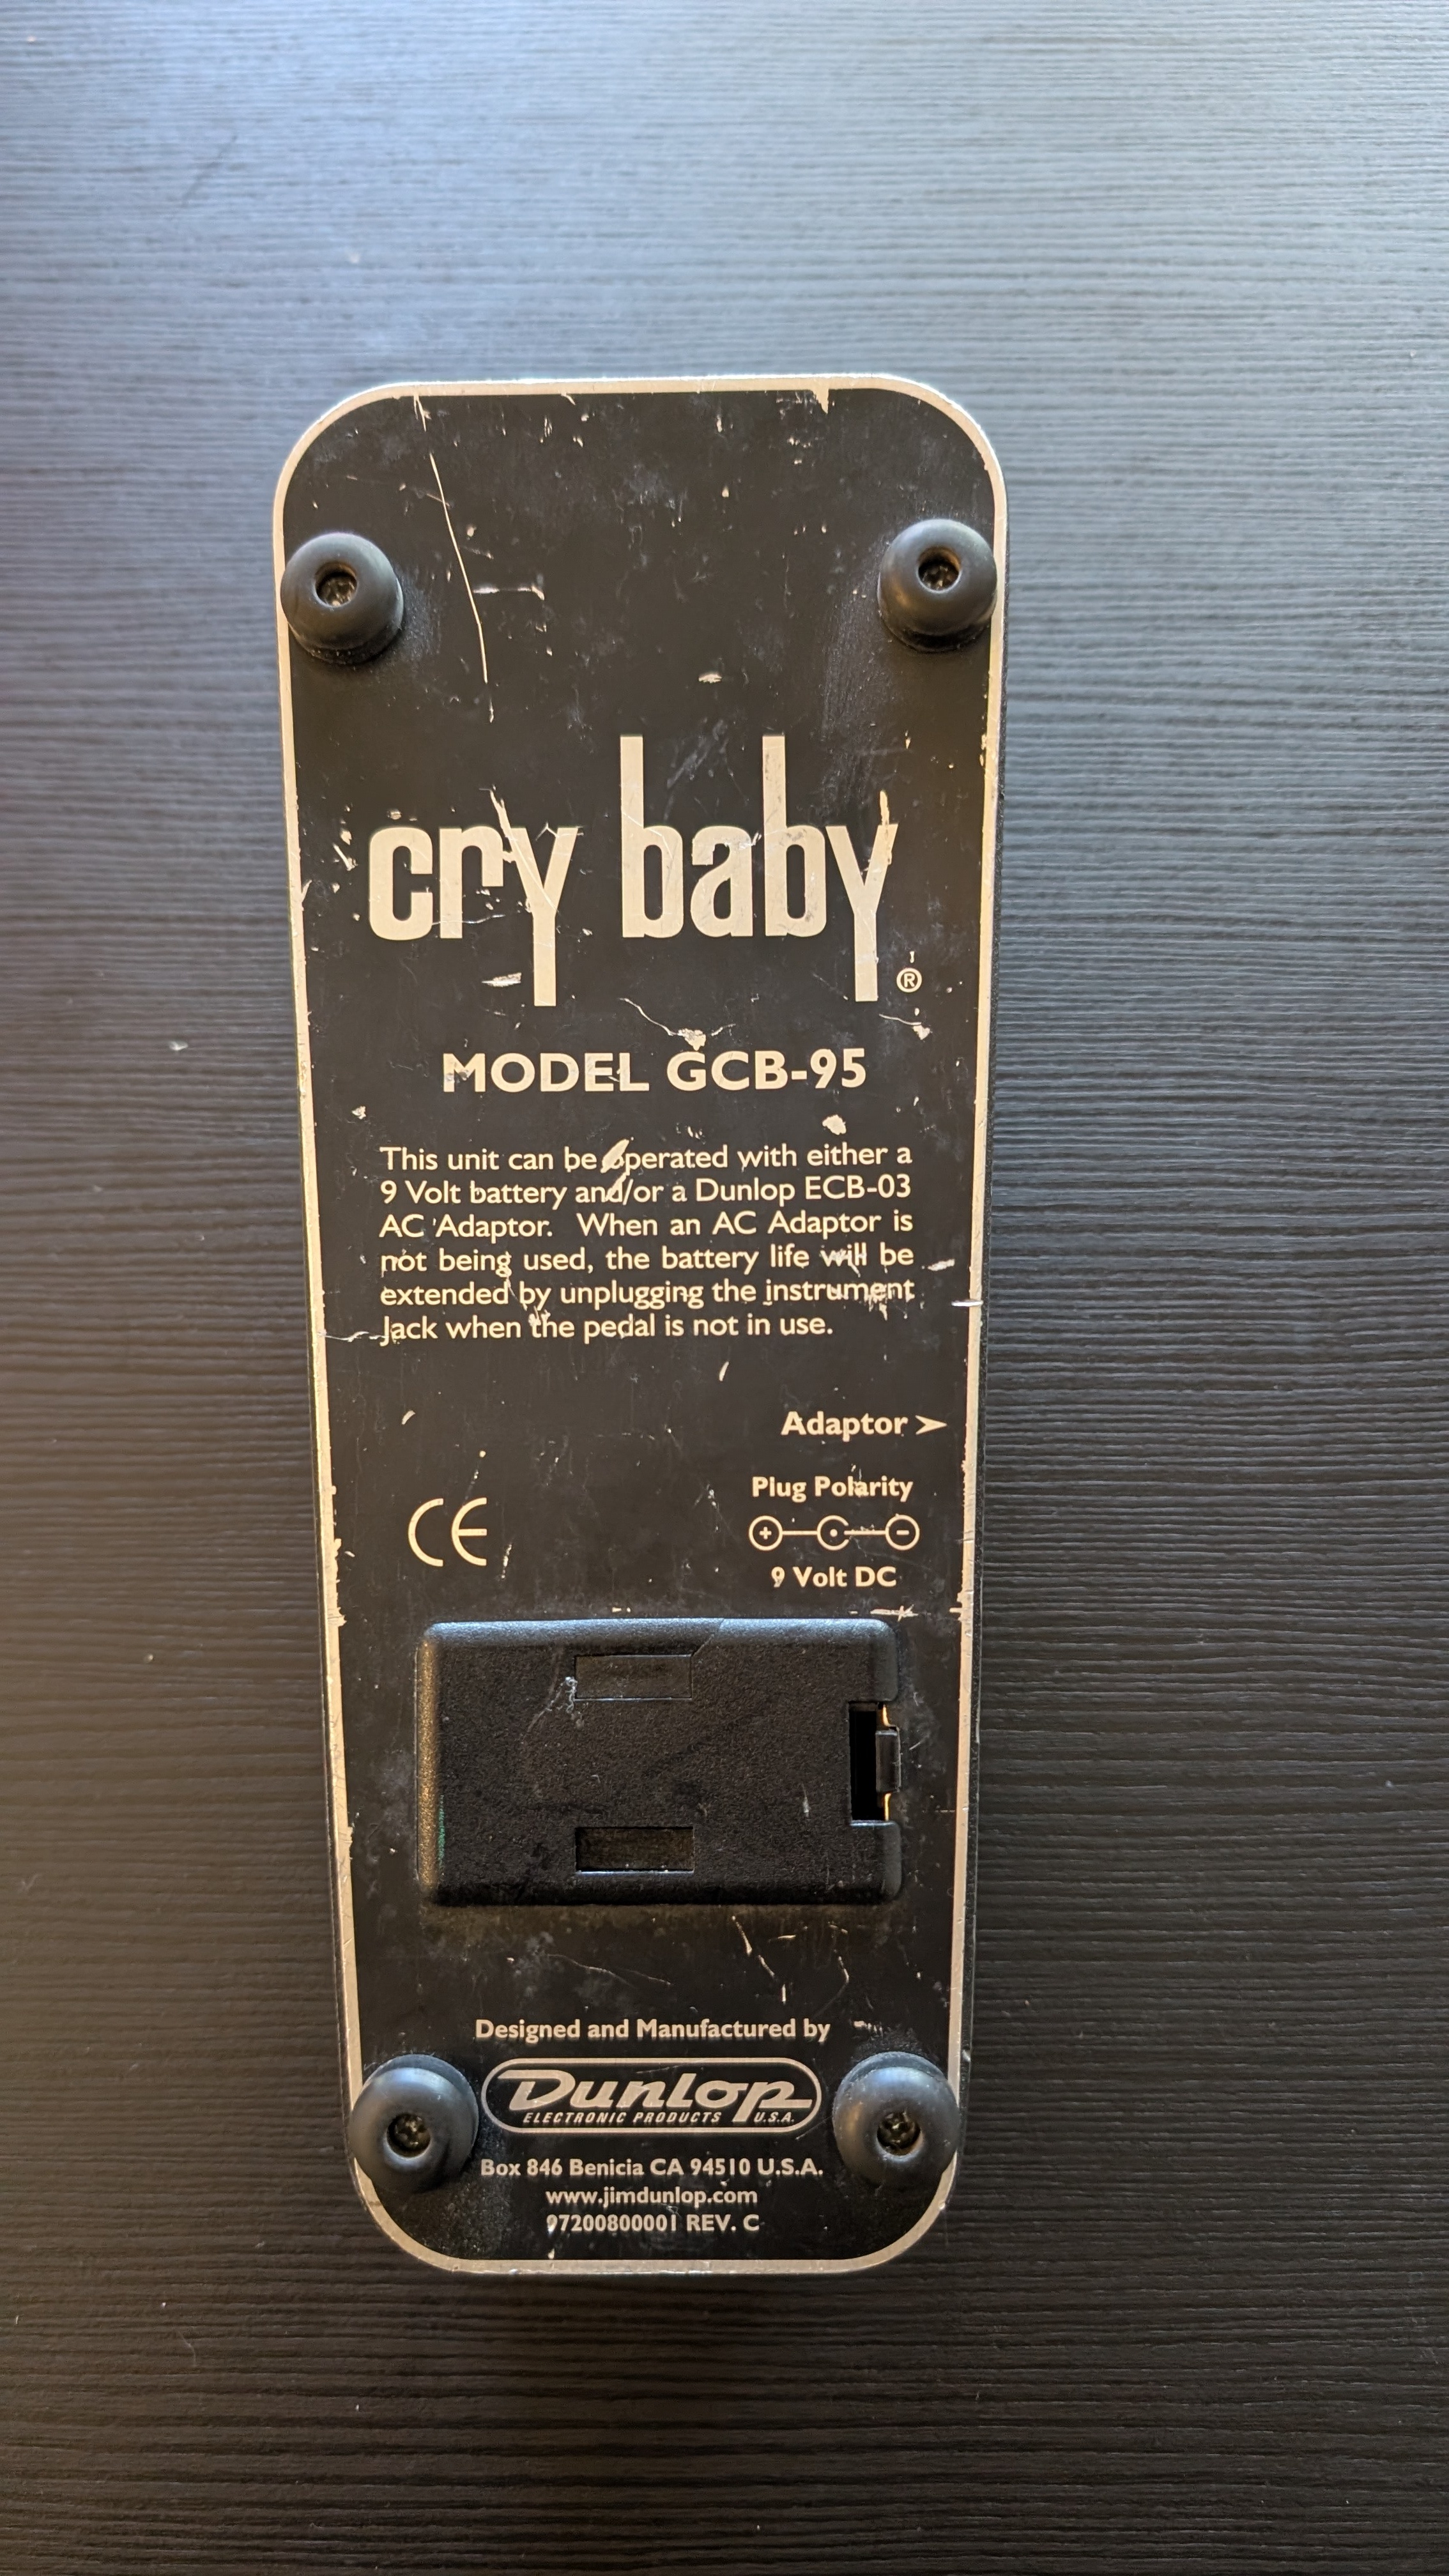 cry baby
®
MODEL GCB-95
This unit can be operated with either a
9 Volt battery and/or a Dunlop ECB-03
AC Adaptor. When an AC Adaptor is
not being used, the battery life will be
extended by unplugging the instrument
Jack when the pedal is not in use.
Adaptor ➤
Plug Polarity
+ -
CE
9 Volt DC
Designed and Manufactured by
Dunlop
ELECTRONIC PRODUCTS U.S.A.
Box 846 Benicia CA 94510 U.S.A.
www.jimdunlop.com
97200800001 REV. C